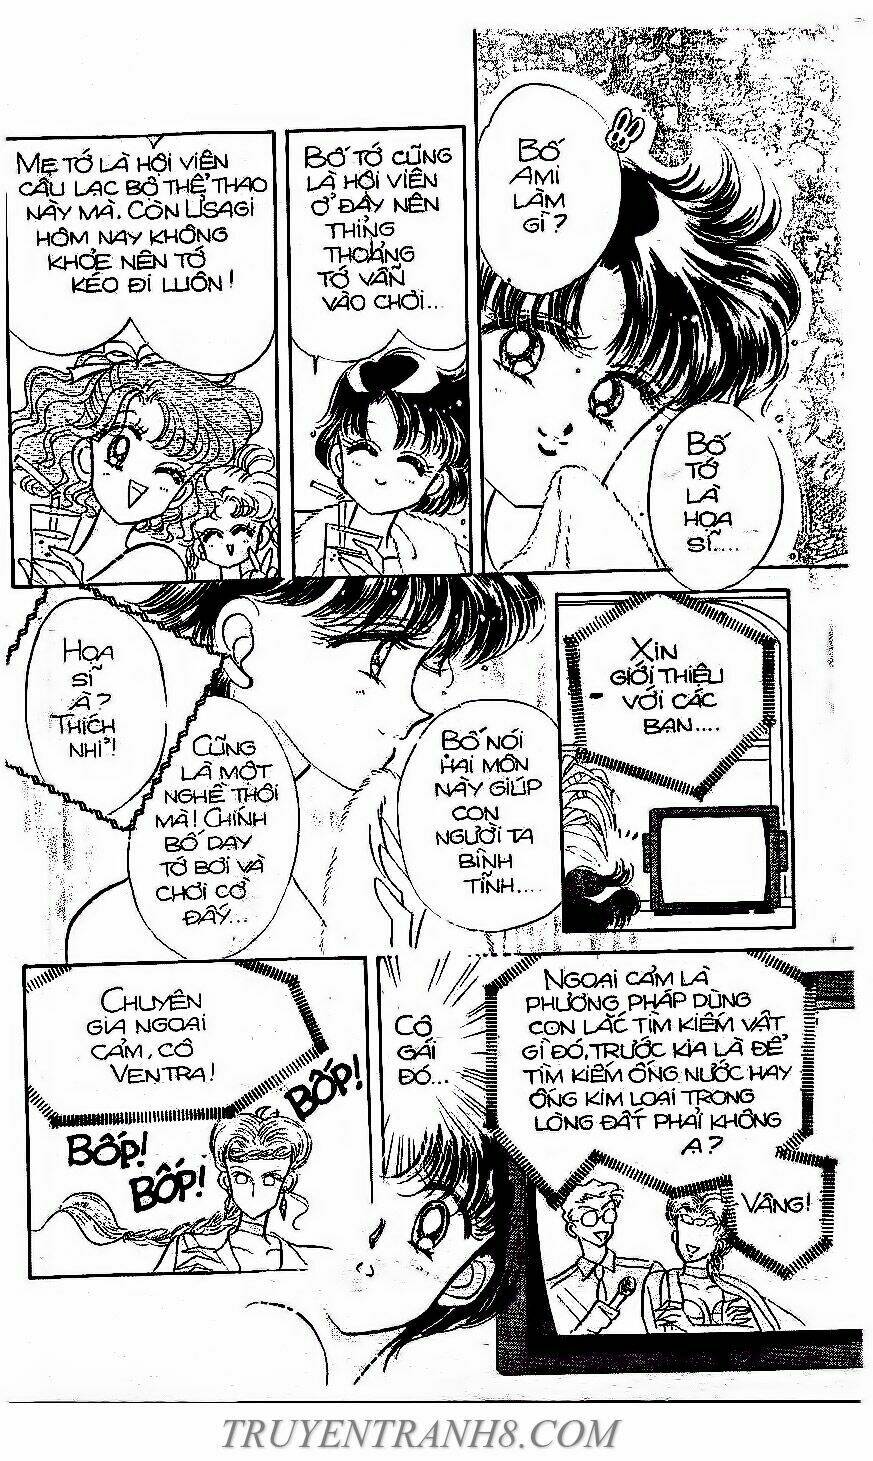 MẸ TỚ LÀ HỘI VIÊN
CẦU LẠC BỘ THỂ THAO
NÀY MÀ. CÒN USAGI
HÔM NAY KHÔNG
KHỎE NÊN TỚ
KÉO ĐI LUÔN!
BỐ TỚ CŨNG
LÀ HỘI VIÊN
Ở ĐÂY NÊN
THỈNG
THOẢNG
TỚ VẪN
VÀO CHƠI...
BỐ
AMI
LÀM
GÌ?
BỐ
TỚ
LÀ
HỌA
SĨ....
HỌA
SĨ
À?
THÍCH
NHỈ!
CŨNG
LÀ MỘT
NGHỀ THÔI
MÀ! CHÍNH
BỐ DẠY
TỚ BƠI VÀ
CHƠI CỜ
ĐẤY...
BỐ NÓI
HAI MÔN
NÀY GIÚP
CON
NGƯỜI TA
BÌNH
TĨNH....
XIN
GIỚI THIỆU
VỚI CÁC
BẠN....
CHUYÊN
GIA NGOẠI
CẢM, CÔ
VENTRA!
BỐP!
BỐP!
BỐP!
CÔ
GÁI
ĐÓ...
NGOẠI CẢM LÀ
PHƯƠNG PHÁP DÙNG
CON LẮC TÌM KIẾM VẬT
GÌ ĐÓ, TRƯỚC KIA LÀ ĐỂ
TÌM KIẾM ỐNG NƯỚC HAY
ỐNG KIM LOẠI TRONG
LÒNG ĐẤT PHẢI KHÔNG
Ạ?
VÂNG!
TRUYENTRANH8.COM